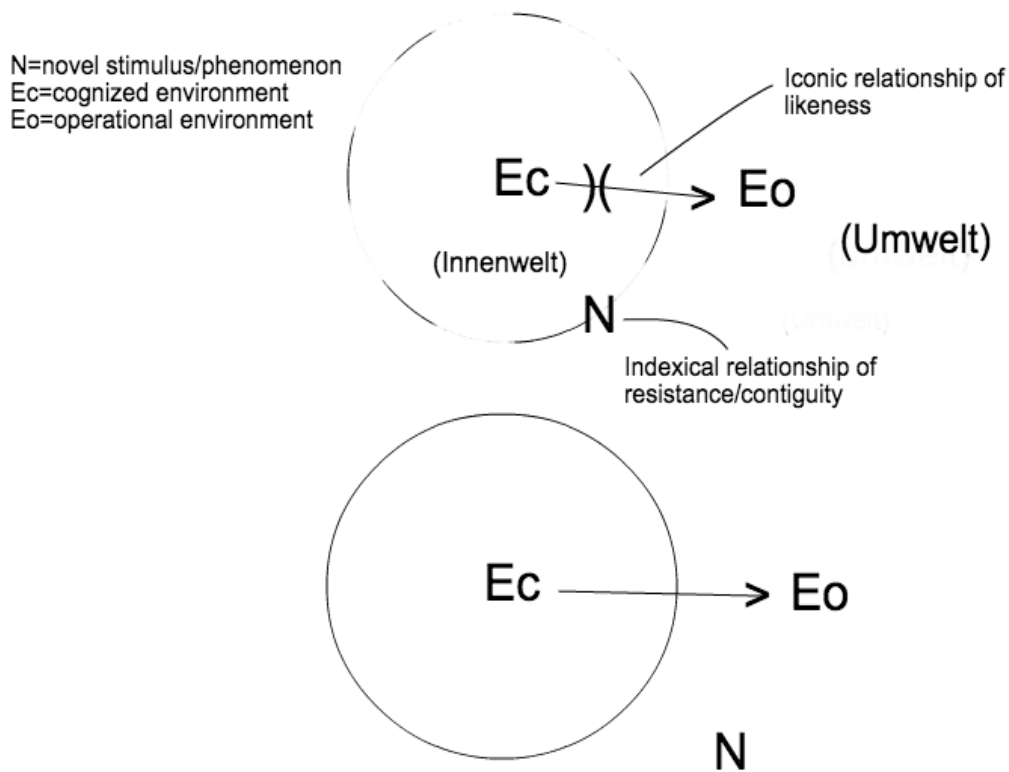 N=novel stimulus/phenomenon
Ec=cognized environment
Eo=operational environment
Iconic relationship of
likeness
Ec )( > Eo
(Umwelt)
(Innenwelt)
(Umwelt)
N
Indexical relationship of
resistance/contiguity
Ec > Eo
N